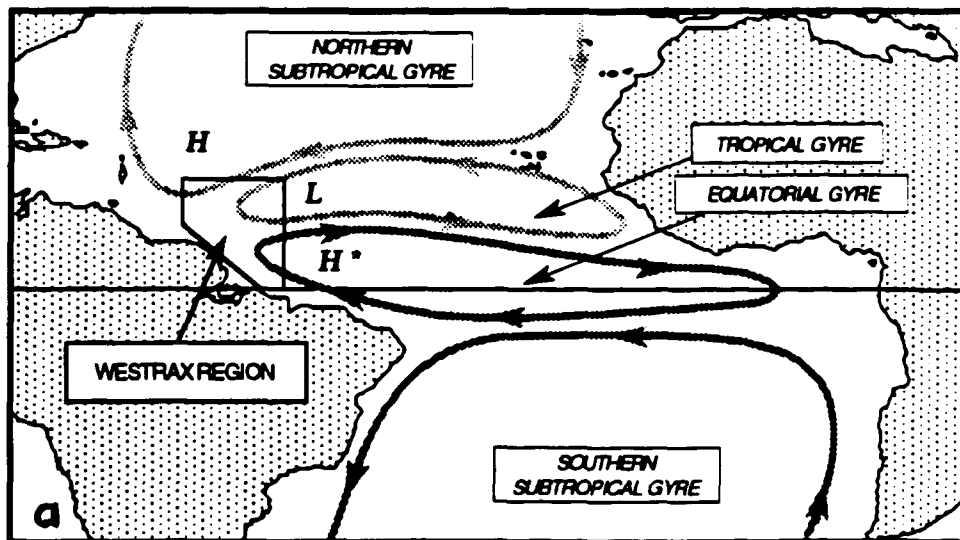 NORTHERN
SUBTROPICAL GYRE
H
TROPICAL GYRE
EQUATORIAL GYRE
L
H*
WESTRAX REGION
SOUTHERN
SUBTROPICAL GYRE
a